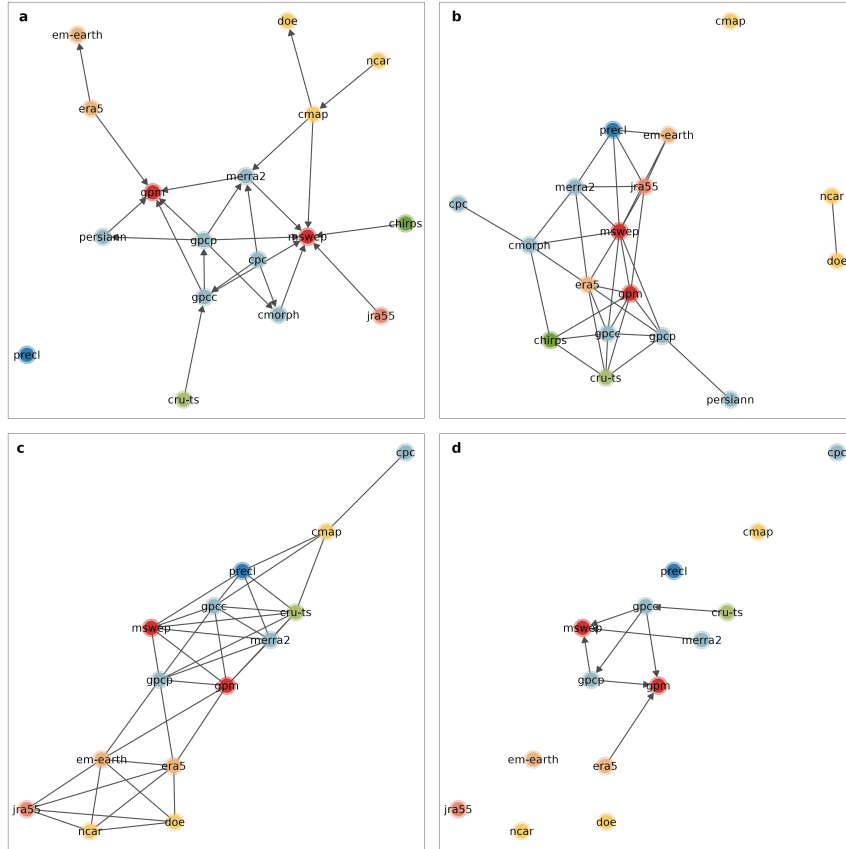 a
doe
em-earth
ncar
era5
cmap
merra2
gpm
chirps
persiann
gpcp
mswep
cpc
gpcc
cmorph
jra55
precl
cru-ts
b
cmap
precl
em-earth
merra2
jra55
ncar
cpc
mswep
cmorph
doe
era5
gpm
gpcc
gpcp
chirps
cru-ts
persiann
c
cpc
cmap
precl
gpcc
cru-ts
mswep
merra2
gpcp
gpm
em-earth
era5
jra55
doe
ncar
d
cpc
cmap
precl
gpcc
cru-ts
mswep
merra2
gpcp
gpm
em-earth
era5
jra55
doe
ncar